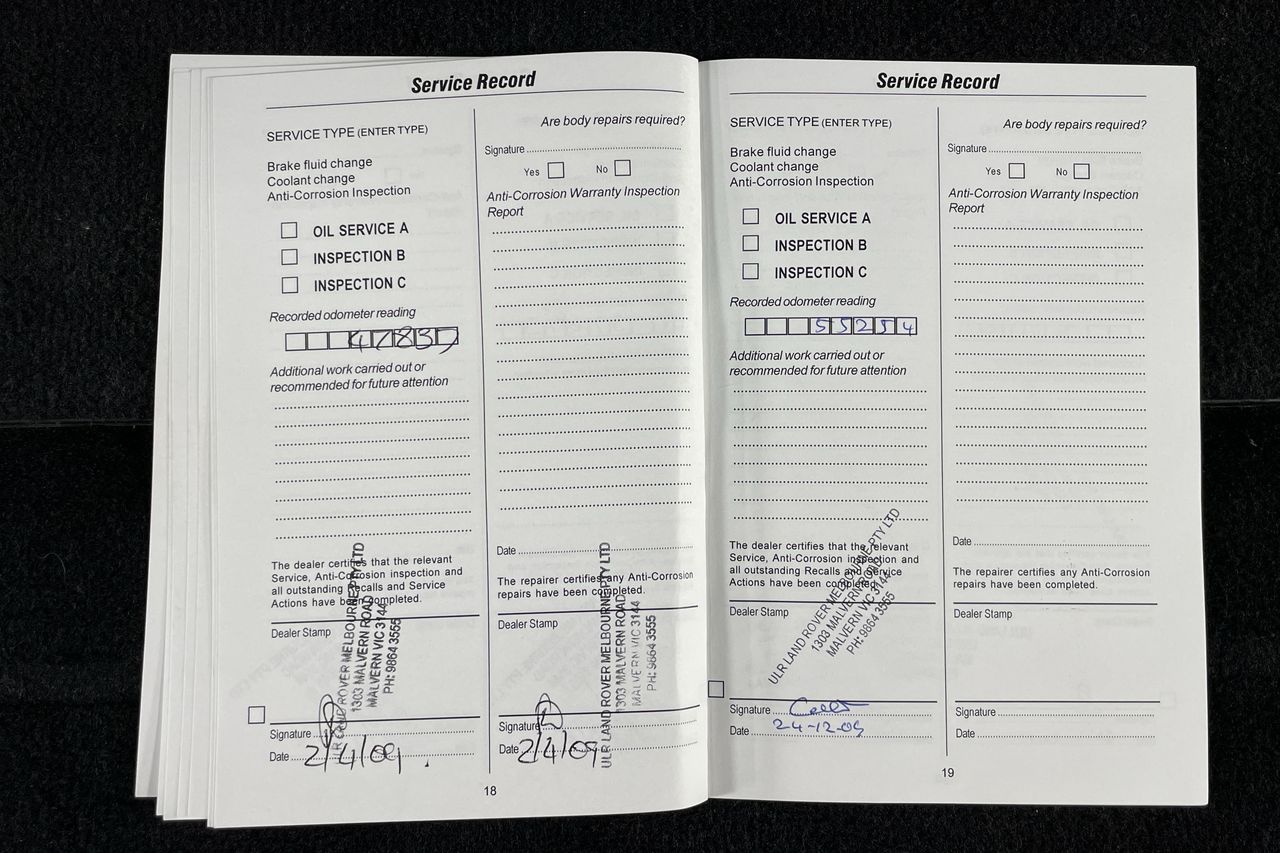 Service Record
SERVICE TYPE (ENTER TYPE)
Brake fluid change
Coolant change
Anti-Corrosion Inspection
OIL SERVICE A
INSPECTION B
INSPECTION C
Recorded odometer reading
47839
Additional work carried out or
recommended for future attention
The dealer certifies that the relevant
Service, Anti-Corrosion inspection and
all outstanding Recalls and Service
Actions have been completed.
Dealer Stamp
ULR LAND ROVER MELBOURNE PTY LTD
1303 MALVERN ROAD
MALVERN VIC 3144
PH: 9864 3555
Signature
Date 2/4/09
Are body repairs required?
Signature
Yes No
Anti-Corrosion Warranty Inspection
Report
Date
The repairer certifies any Anti-Corrosion
repairs have been completed.
Dealer Stamp
ULR LAND ROVER MELBOURNE PTY LTD
1303 MALVERN ROAD
MALVERN VIC 3144
PH: 9864 3555
Signature
Date 2/4/09
18
Service Record
SERVICE TYPE (ENTER TYPE)
Brake fluid change
Coolant change
Anti-Corrosion Inspection
OIL SERVICE A
INSPECTION B
INSPECTION C
Recorded odometer reading
55254
Additional work carried out or
recommended for future attention
The dealer certifies that the relevant
Service, Anti-Corrosion inspection and
all outstanding Recalls and Service
Actions have been completed.
Dealer Stamp
ULR LAND ROVER MELBOURNE PTY LTD
1303 MALVERN ROAD
MALVERN VIC 3144
PH: 9864 3555
Signature
Date 24-12-09
Are body repairs required?
Signature
Yes No
Anti-Corrosion Warranty Inspection
Report
Date
The repairer certifies any Anti-Corrosion
repairs have been completed.
Dealer Stamp
Signature
Date
19